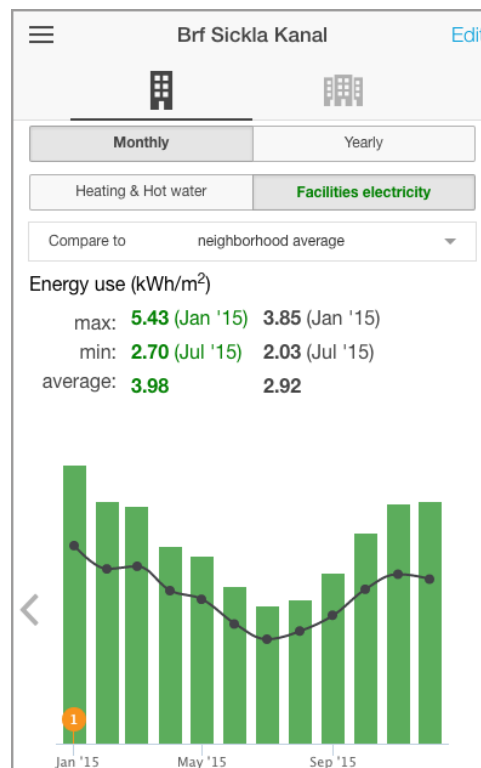 Brf Sickla Kanal
Monthly Yearly
Heating & Hot water Facilities electricity
Compare to neighborhood average
Energy use (kWh/m²)
max: 5.43 (Jan '15) 3.85 (Jan '15)
min: 2.70 (Jul '15) 2.03 (Jul '15)
average: 3.98 2.92
1
Jan '15 May '15 Sep '15